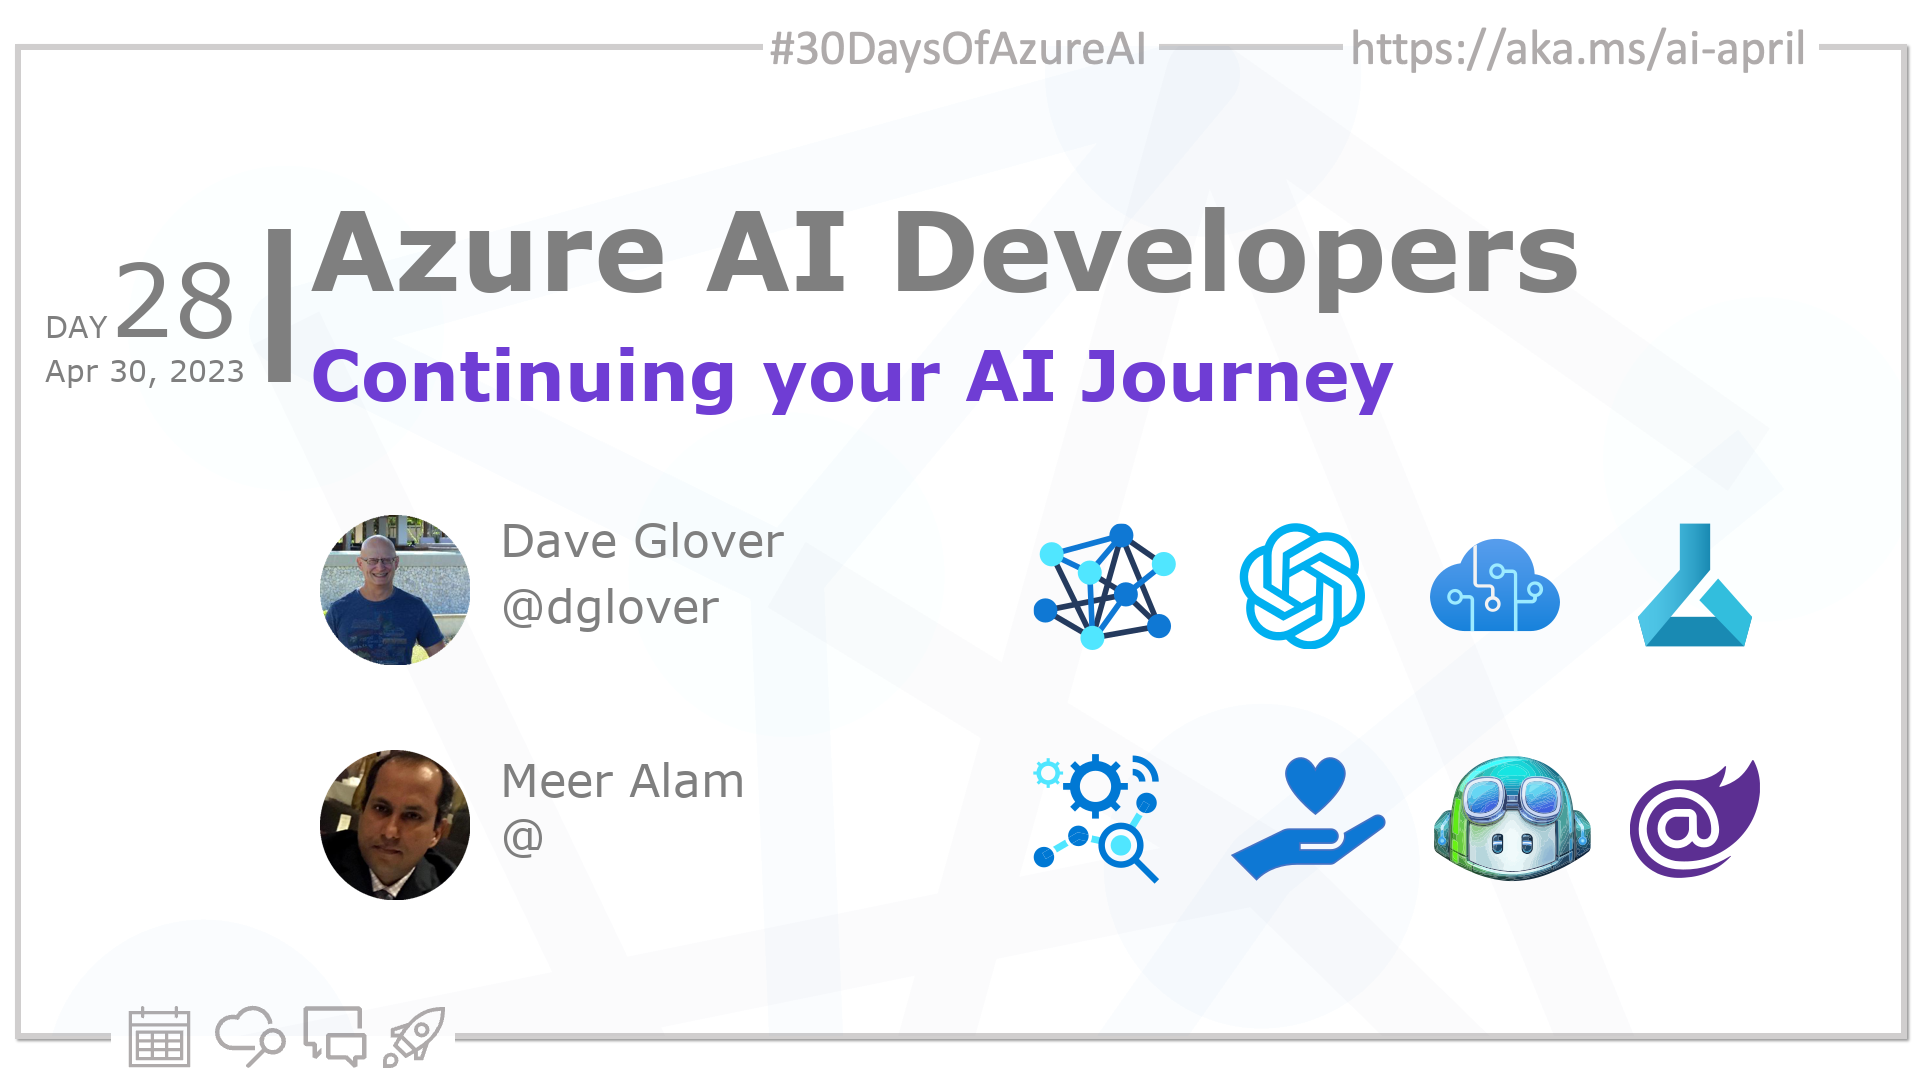 #30DaysOfAzureAI
https://aka.ms/ai-april
Azure AI Developers
DAY 28
Apr 30, 2023
Continuing your AI Journey
Dave Glover
@dglover
Meer Alam
@